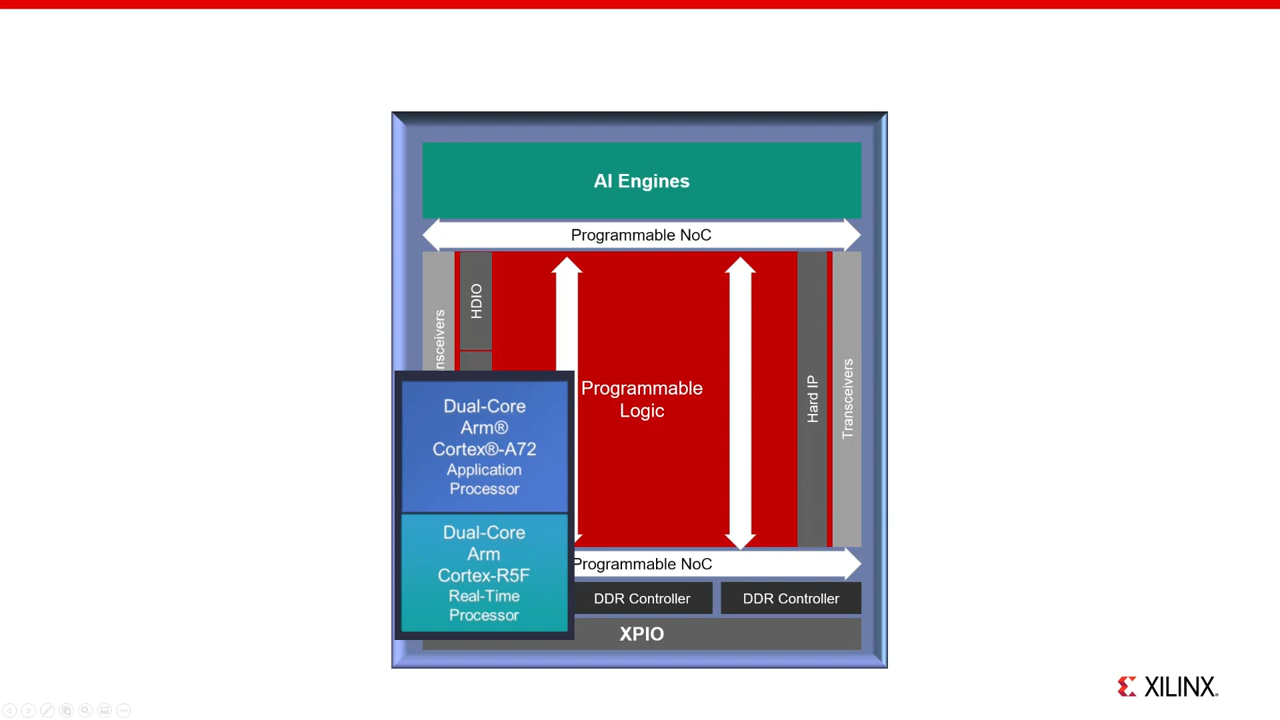 AI Engines
Programmable NoC
HDIO
Programmable
Logic
Hard IP
Transceivers
Dual-Core
Arm®
Cortex®-A72
Application
Processor
Dual-Core
Arm
Cortex-R5F
Real-Time
Processor
Programmable NoC
DDR Controller
DDR Controller
XPIO
XILINX.